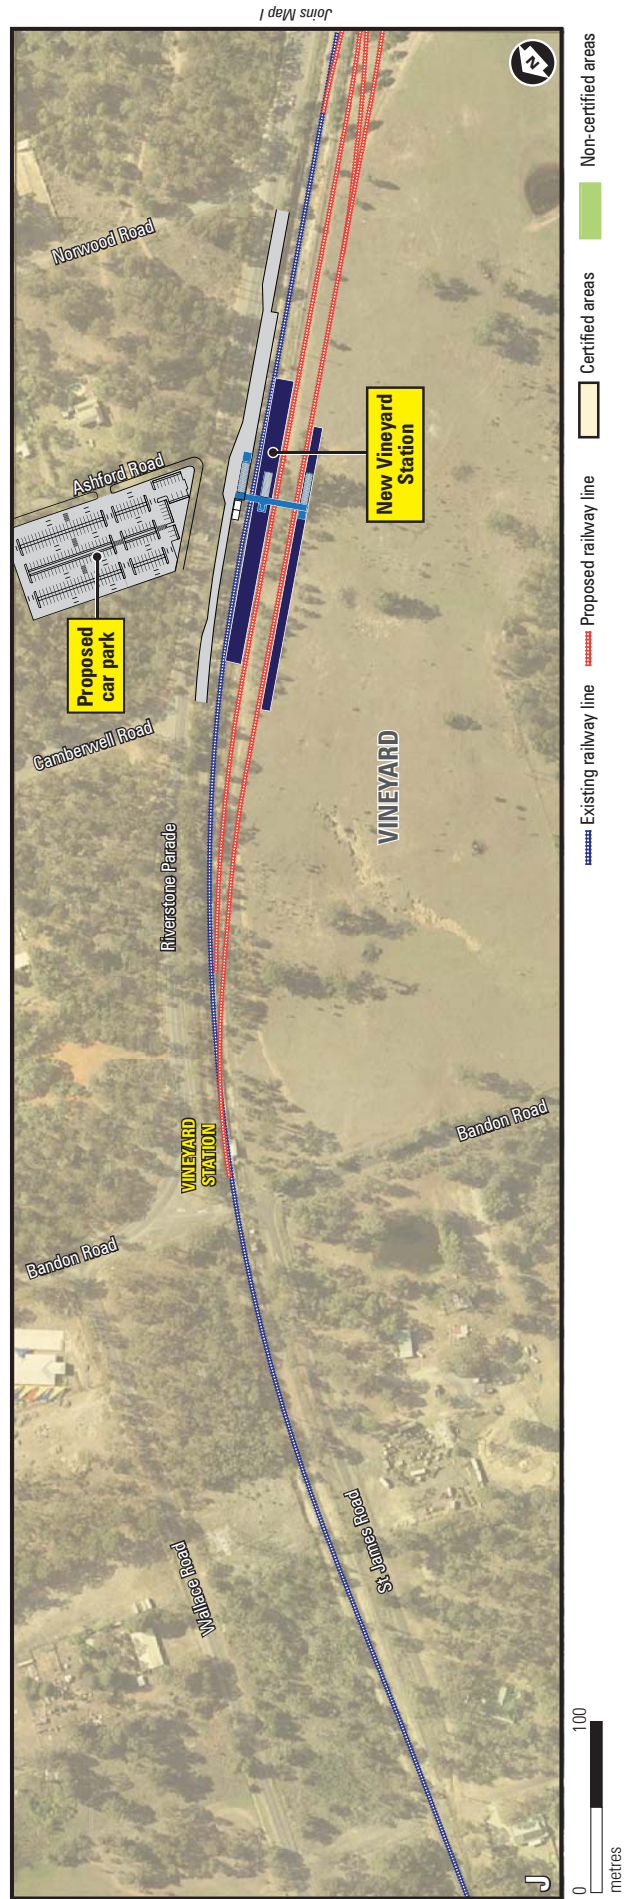 Joins Map I
N
Norwood Road
Ashford Road
Proposed
car park
Camberwell Road
New Vineyard
Station
VINEYARD
Riverstone Parade
VINEYARD
STATION
Bandon Road
Bandon Road
Wallace Road
St James Road
J
0 100
metres
Existing railway line
Proposed railway line
Certified areas
Non-certified areas